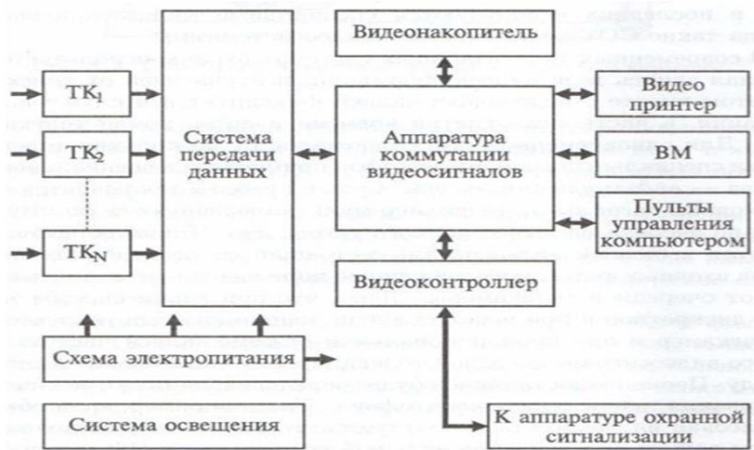 Видеонакопитель
ТК1
ТК2
ТКN
Система
передачи
данных
Аппаратура
коммутации
видеосигналов
Видео
принтер
Монитор
Пульты
управления
компьютером
Видеоконтроллер
Схема электропитания
Система освещения
К аппаратуре охранной
сигнализации